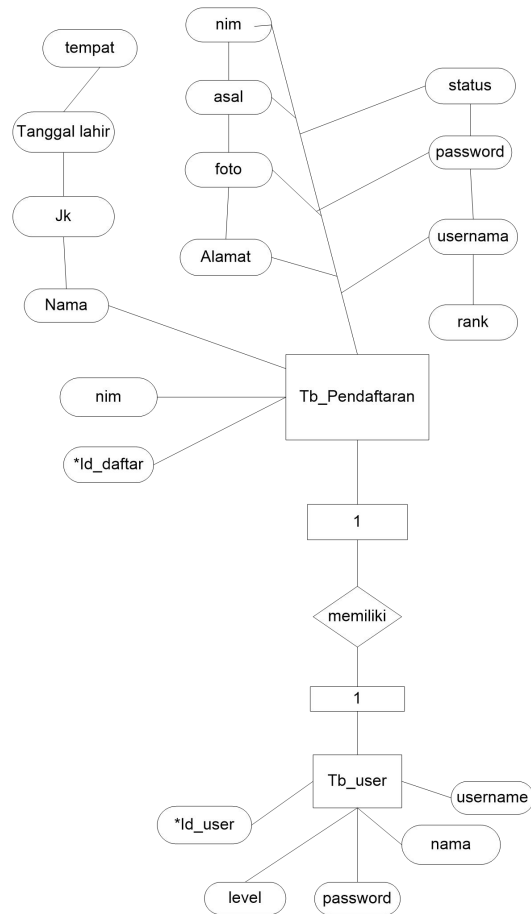 nim
tempat
status
asal
Tanggal lahir
password
foto
Jk
usernama
Alamat
Nama
rank
Tb_Pendaftaran
nim
*Id_daftar
1
memiliki
1
Tb_user
username
*Id_user
nama
level
password